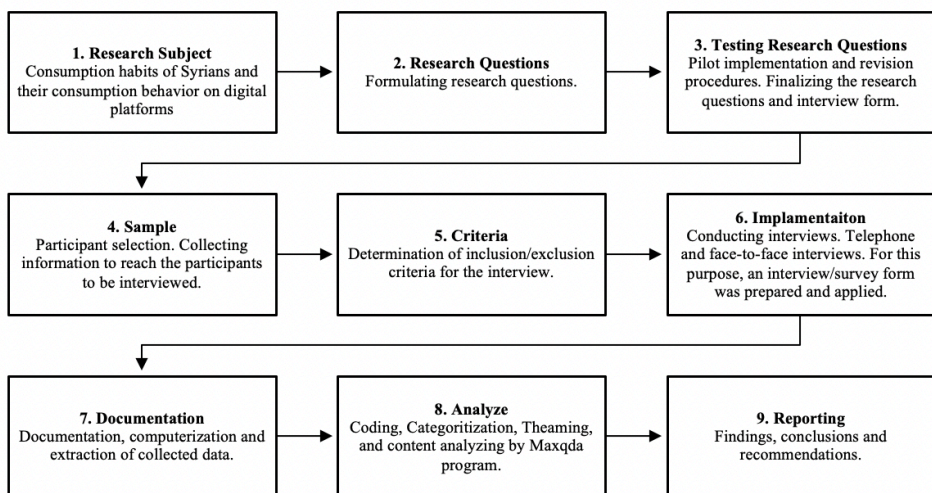 1. Research Subject
Consumption habits of Syrians and
their consumption behavior on digital
platforms
2. Research Questions
Formulating research questions.
3. Testing Research Questions
Pilot implementation and revision
procedures. Finalizing the research
questions and interview form.
4. Sample
Participant selection. Collecting
information to reach the participants
to be interviewed.
5. Criteria
Determination of inclusion/exclusion
criteria for the interview.
6. Implamentaiton
Conducting interviews. Telephone
and face-to-face interviews. For this
purpose, an interview/survey form
was prepared and applied.
7. Documentation
Documentation, computerization and
extraction of collected data.
8. Analyze
Coding, Categoritization, Theaming,
and content analyzing by Maxqda
program.
9. Reporting
Findings, conclusions and
recommendations.